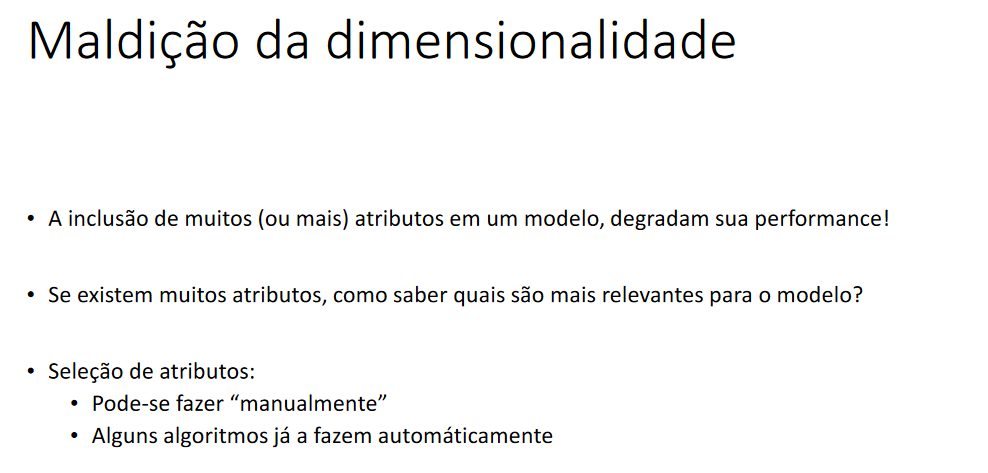 Maldição da dimensionalidade
• A inclusão de muitos (ou mais) atributos em um modelo, degradam sua performance!
• Se existem muitos atributos, como saber quais são mais relevantes para o modelo?
• Seleção de atributos:
• Pode-se fazer “manualmente”
• Alguns algoritmos já a fazem automáticamente